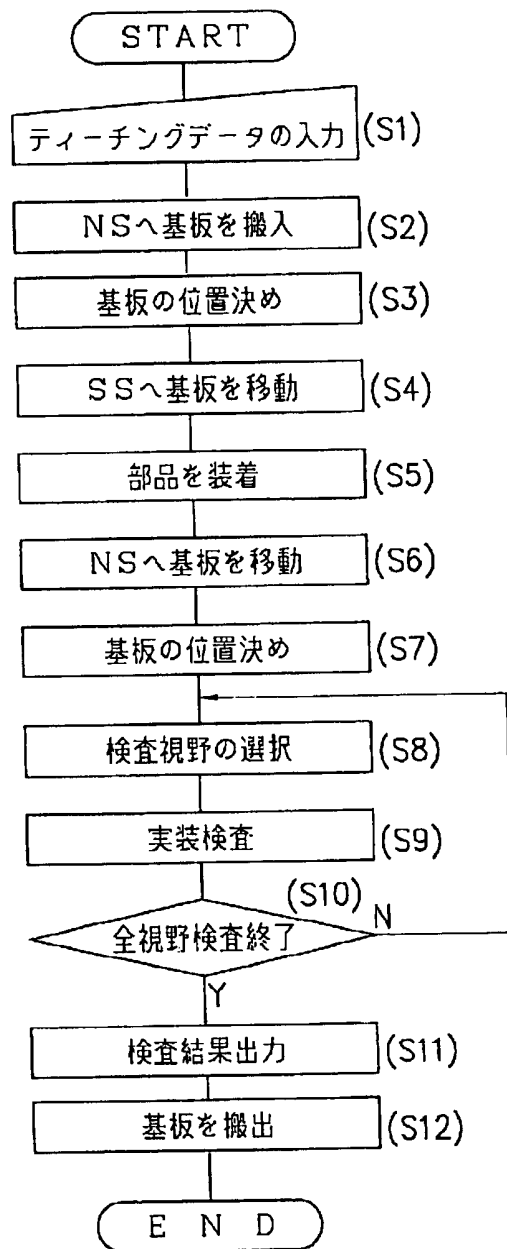 START
ティーチングデータの入力 (S1)
NSへ基板を搬入 (S2)
基板の位置決め (S3)
SSへ基板を移動 (S4)
部品を装着 (S5)
NSへ基板を移動 (S6)
基板の位置決め (S7)
検査視野の選択 (S8)
実装検査 (S9)
(S10)
全視野検査終了 N
Y
検査結果出力 (S11)
基板を搬出 (S12)
END